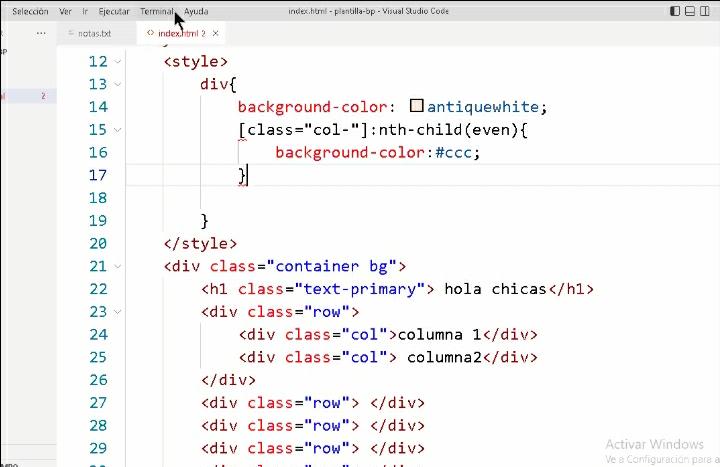 Selección Ver Ir Ejecutar Terminal Ayuda index.html - plantilla-bp - Visual Studio Code
notas.txt <> index.html 2 ×
2
12 <style>
13 div{
14 background-color: antiquewhite;
15 [class="col-"]:nth-child(even){
16 background-color:#ccc;
17 }
18
19 }
20 </style>
21 <div class="container bg">
22 <h1 class="text-primary"> hola chicas</h1>
23 <div class="row">
24 <div class="col">columna 1</div>
25 <div class="col"> columna2</div>
26 </div>
27 <div class="row"> </div>
28 <div class="row"> </div>
29 <div class="row"> </div>
Activar Windows
Ve a Configuración para a